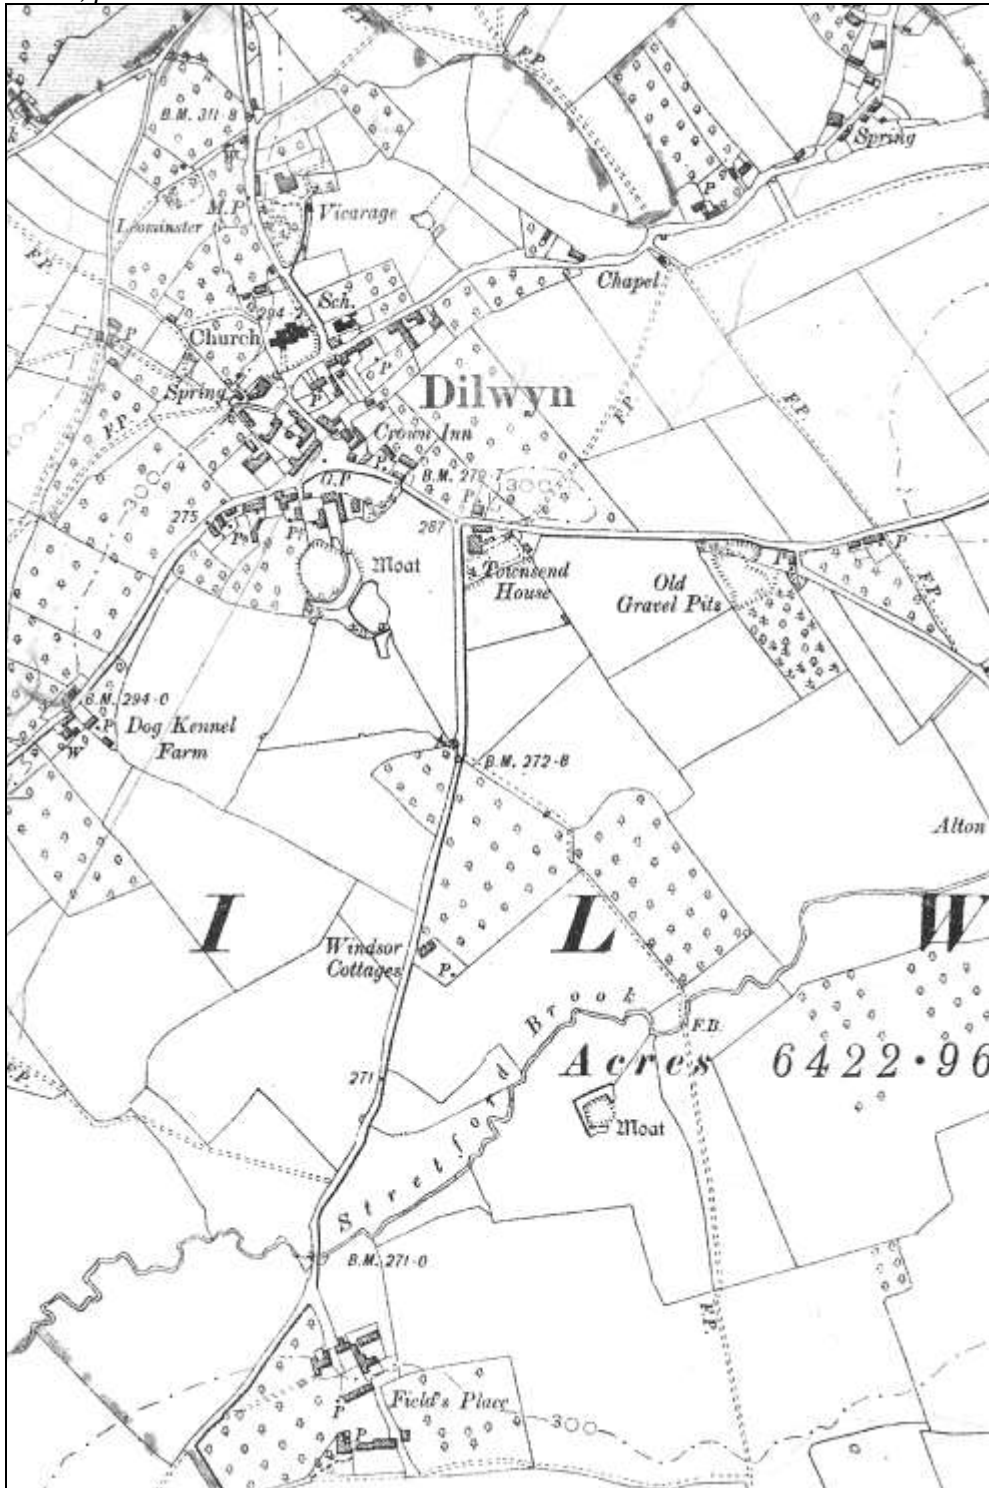 F.P.
B.M. 311·8
Spring
P
M.P
Vicarage
Leominster
F.P.
Chapel
Sch.
294·
Church
P
P
Spring
P
Dilwyn
F.P.
F.P.
F.P.
Crown Inn
300
P.
B.M. 279·7
P
300
G.P
275
287
P
Moat
Townsend
House
Old
Gravel Pits
P
P
F.P.
B.M. 294·0
P
Dog Kennel
Farm
W
B.M. 272·8
Alton
I L W
Windsor
Cottages
P.
Stretford Brook
F.B.
Acres 6422·96
F.P.
271
Moat
B.M. 271·0
F.P.
Field's Place
P
300
P